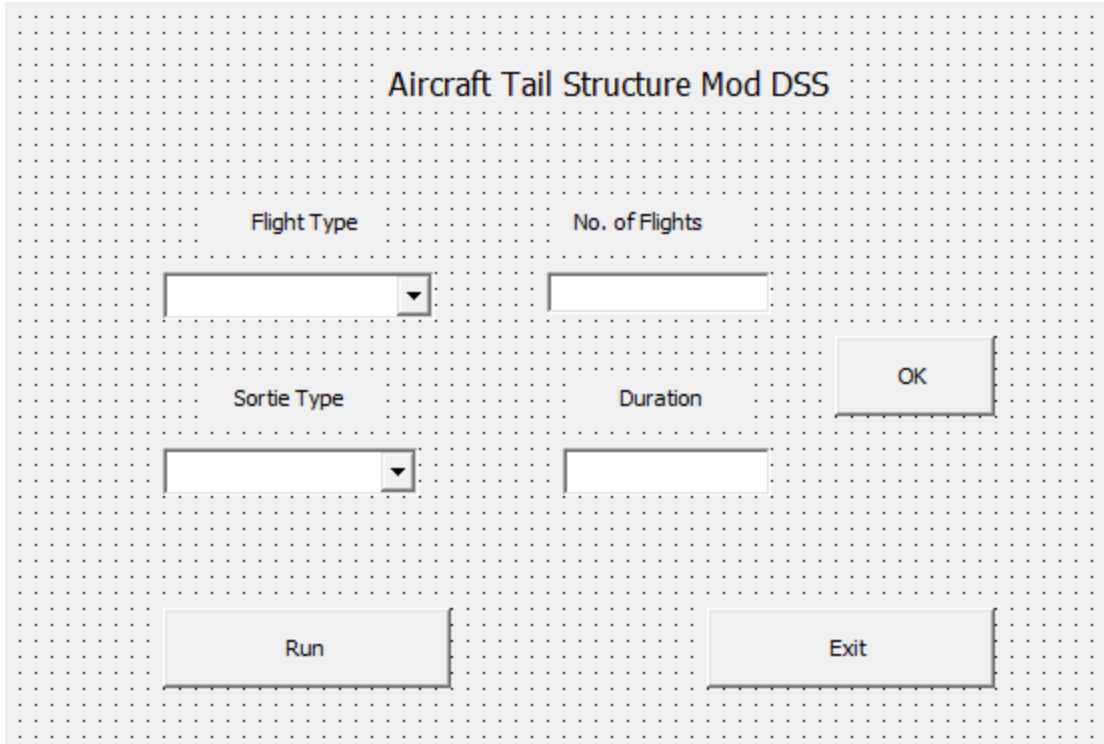 Aircraft Tail Structure Mod DSS
Flight Type
No. of Flights
OK
Sortie Type
Duration
Run
Exit